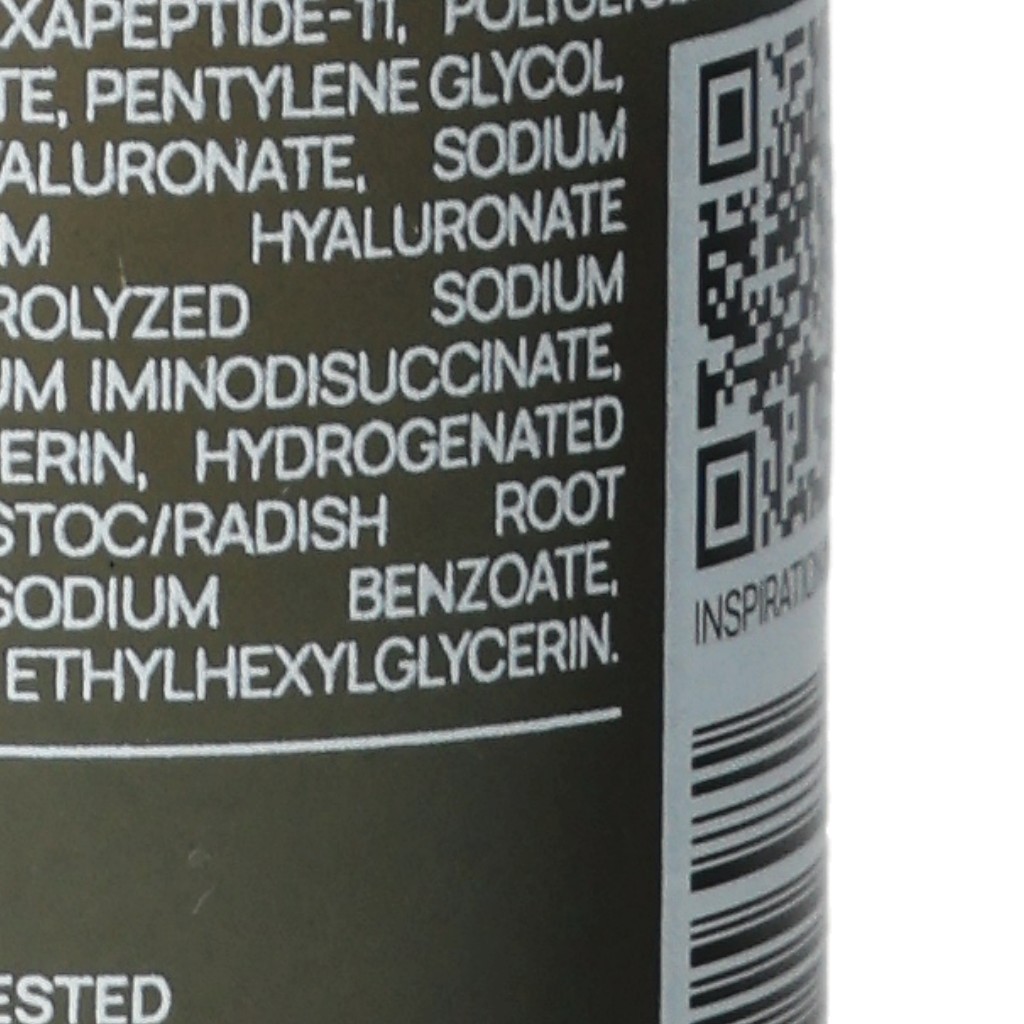 XAPEPTIDE-11,
TE, PENTYLENE GLYCOL,
ALURONATE, SODIUM
M HYALURONATE
ROLYZED SODIUM
UM IMINODISUCCINATE,
ERIN, HYDROGENATED
STOC/RADISH ROOT
SODIUM BENZOATE,
ETHYLHEXYLGLYCERIN.
ESTED
INSPIRATIO